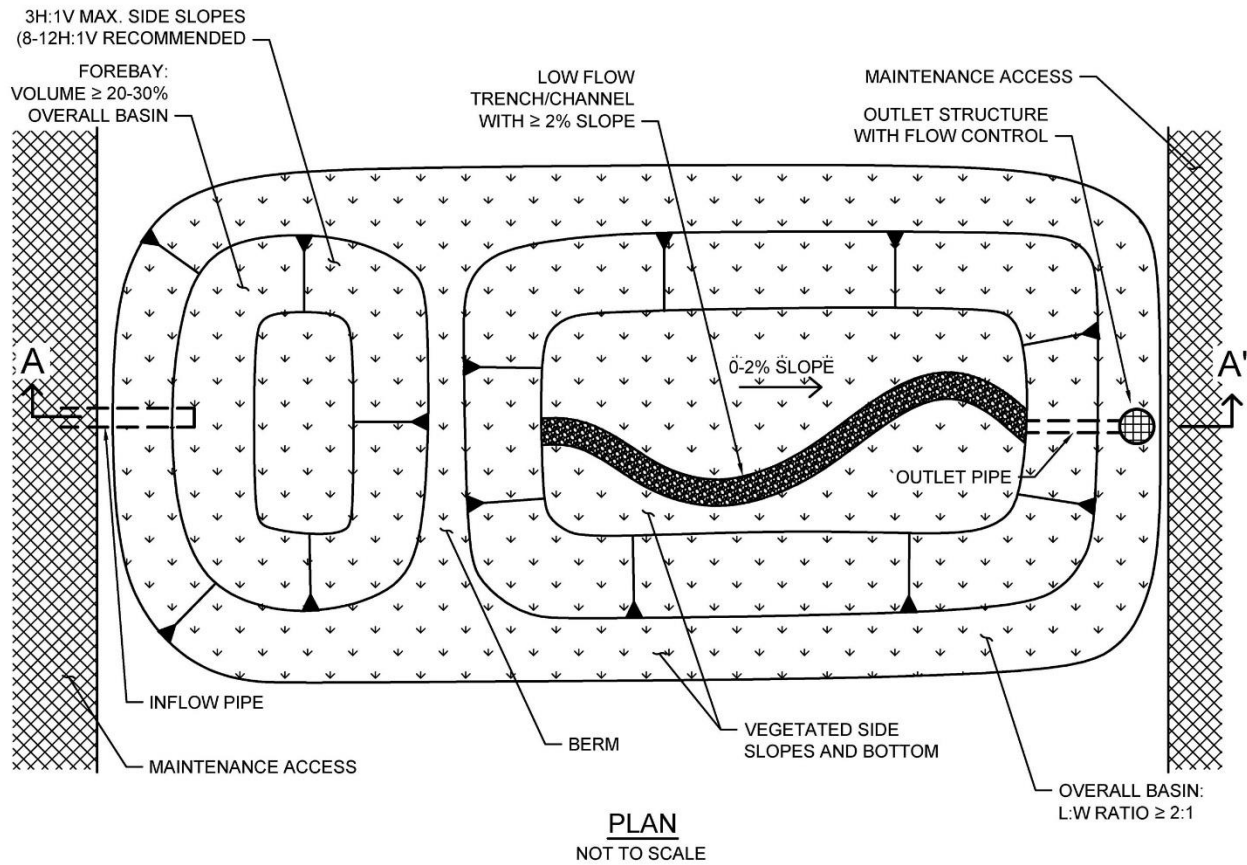 3H:1V MAX. SIDE SLOPES
(8-12H:1V RECOMMENDED
FOREBAY:
VOLUME ≥ 20-30%
OVERALL BASIN
LOW FLOW
TRENCH/CHANNEL
WITH ≥ 2% SLOPE
MAINTENANCE ACCESS
OUTLET STRUCTURE
WITH FLOW CONTROL
A
0-2% SLOPE
A'
OUTLET PIPE
INFLOW PIPE
MAINTENANCE ACCESS
BERM
VEGETATED SIDE
SLOPES AND BOTTOM
OVERALL BASIN:
L:W RATIO ≥ 2:1
PLAN
NOT TO SCALE